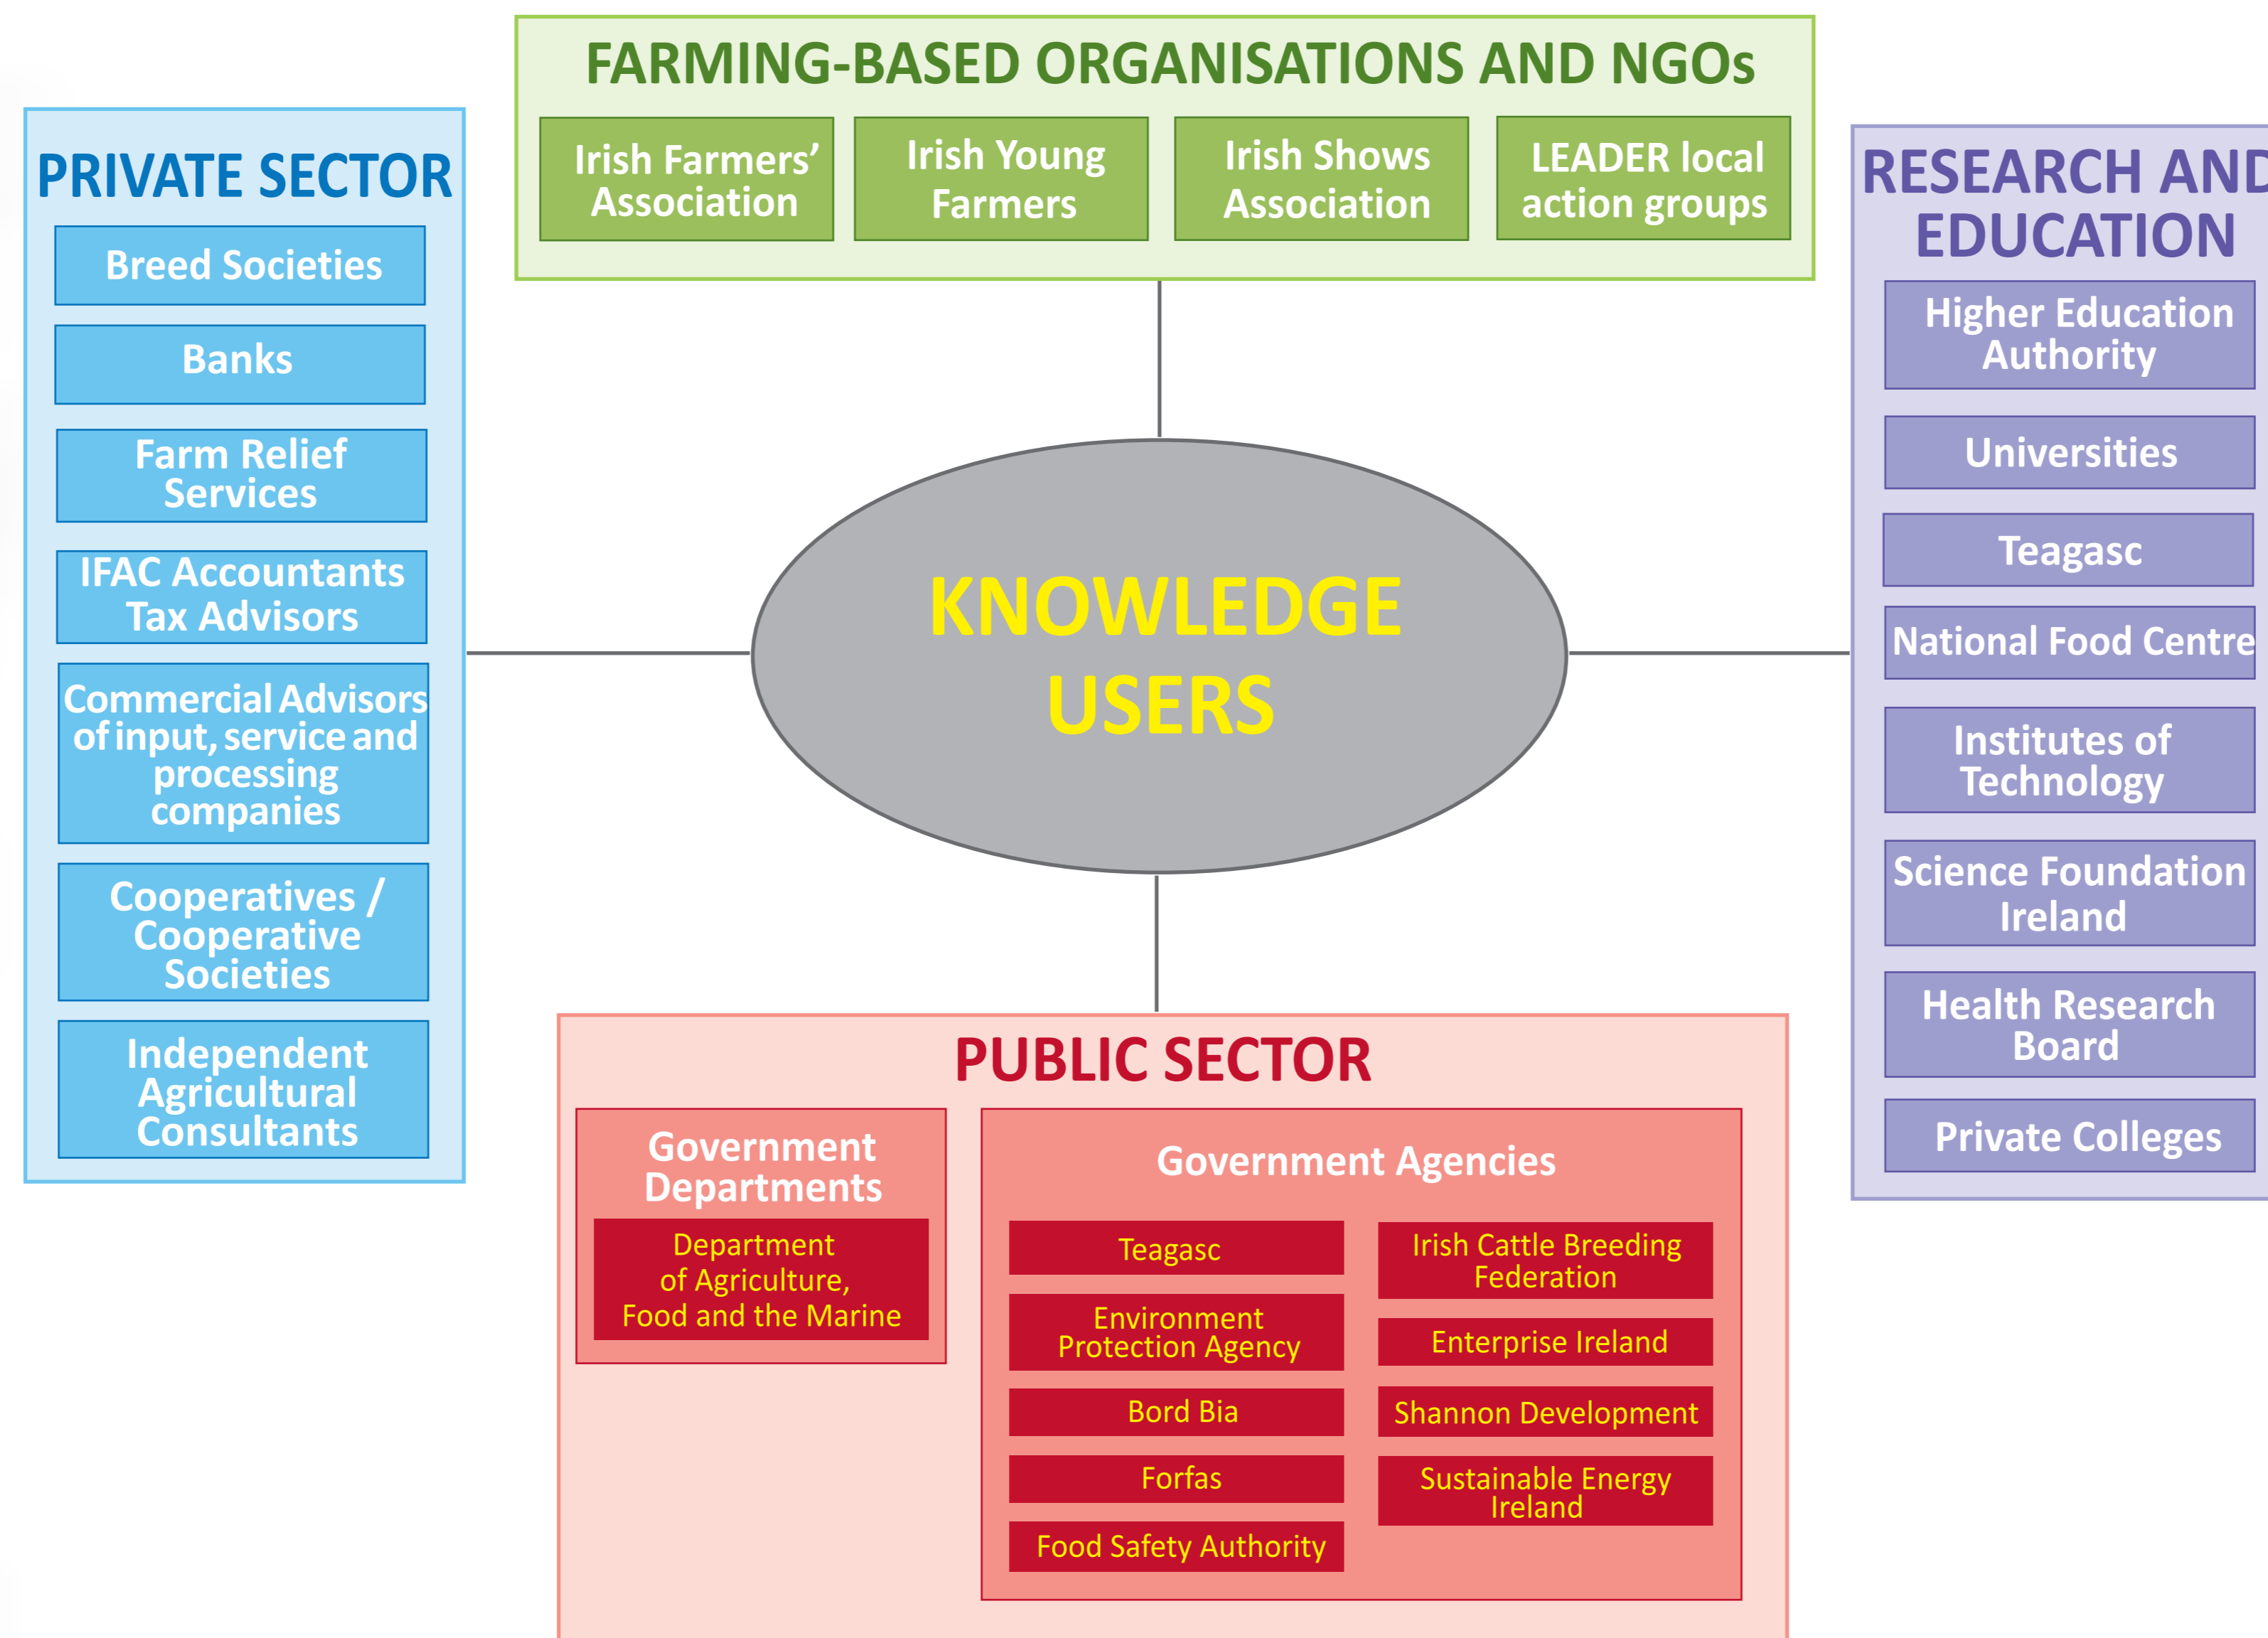 FARMING-BASED ORGANISATIONS AND NGOs
Irish Farmers’
Association
Irish Young
Farmers
Irish Shows
Association
LEADER local
action groups
PRIVATE SECTOR
Breed Societies
Banks
Farm Relief
Services
IFAC Accountants
Tax Advisors
Commercial Advisors
of input, service and
processing
companies
Cooperatives /
Cooperative
Societies
Independent
Agricultural
Consultants
KNOWLEDGE
USERS
RESEARCH AND
EDUCATION
Higher Education
Authority
Universities
Teagasc
National Food Centre
Institutes of
Technology
Science Foundation
Ireland
Health Research
Board
Private Colleges
PUBLIC SECTOR
Government
Departments
Department
of Agriculture,
Food and the Marine
Government Agencies
Teagasc
Environment
Protection Agency
Bord Bia
Forfas
Food Safety Authority
Irish Cattle Breeding
Federation
Enterprise Ireland
Shannon Development
Sustainable Energy
Ireland